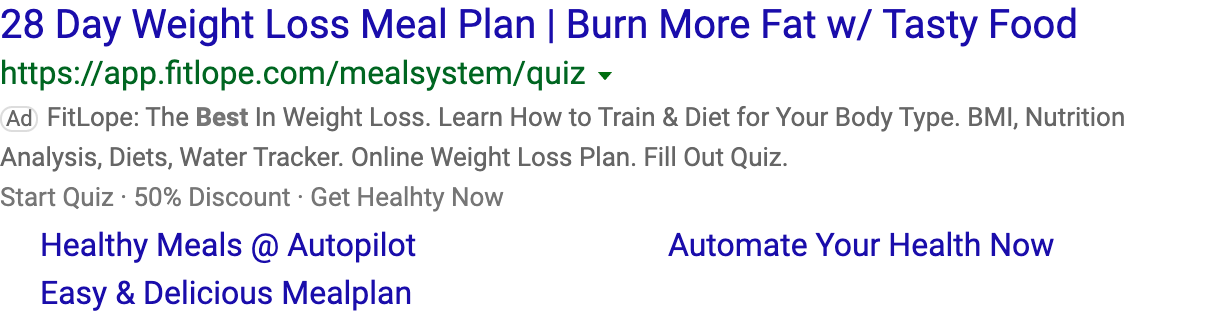 28 Day Weight Loss Meal Plan | Burn More Fat w/ Tasty Food
https://app.fitlope.com/mealsystem/quiz
Ad FitLope: The Best In Weight Loss. Learn How to Train & Diet for Your Body Type. BMI, Nutrition
Analysis, Diets, Water Tracker. Online Weight Loss Plan. Fill Out Quiz.
Start Quiz · 50% Discount · Get Healhty Now
Healthy Meals @ Autopilot
Automate Your Health Now
Easy & Delicious Mealplan